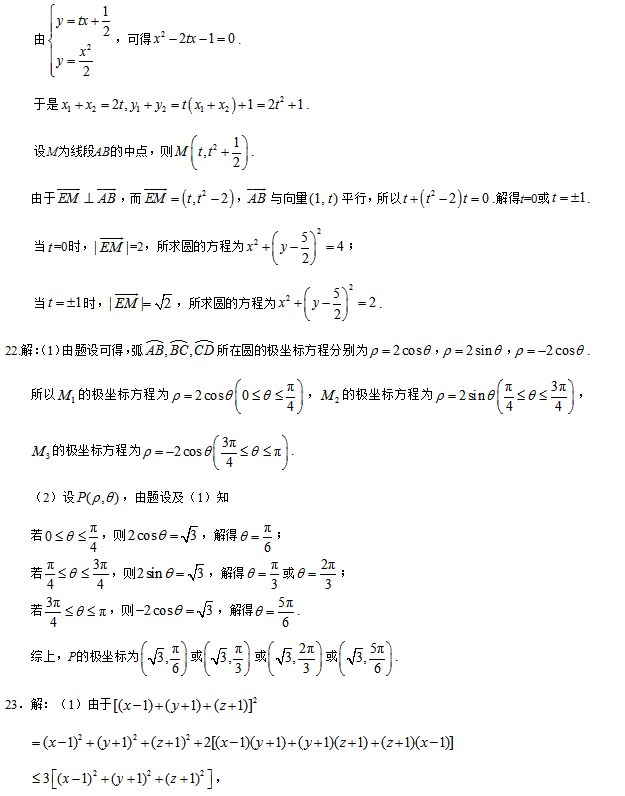 由 { y = tx + 1/2 , y = x²/2 ，可得 x² − 2tx − 1 = 0 .
于是 x₁ + x₂ = 2t, y₁ + y₂ = t(x₁ + x₂) + 1 = 2t² + 1 .
设M为线段AB的中点，则 M(t, t² + 1/2) .
由于 \overrightarrow{EM} ⊥ \overrightarrow{AB} ，而 \overrightarrow{EM} = (t, t² − 2) ，\overrightarrow{AB} 与向量 (1, t) 平行，所以 t + (t² − 2)t = 0 .解得t=0或 t = ±1 .
当 t =0时，| \overrightarrow{EM} |=2，所求圆的方程为 x² + (y − 5/2)² = 4 ；
当 t = ±1 时，| \overrightarrow{EM} |= √2 ，所求圆的方程为 x² + (y − 5/2)² = 2 .
22.解：(1)由题设可得，弧 \overset{⌒}{AB}, \overset{⌒}{BC}, \overset{⌒}{CD} 所在圆的极坐标方程分别为 ρ = 2cosθ ，ρ = 2sinθ ，ρ = −2cosθ .
所以 M₁ 的极坐标方程为 ρ = 2cosθ (0 ≤ θ ≤ π/4) ，M₂ 的极坐标方程为 ρ = 2sinθ (π/4 ≤ θ ≤ 3π/4) ，
M₃ 的极坐标方程为 ρ = −2cosθ (3π/4 ≤ θ ≤ π) .
（2）设 P(ρ, θ) ，由题设及（1）知
若 0 ≤ θ ≤ π/4 ，则 2cosθ = √3 ，解得 θ = π/6 ；
若 π/4 ≤ θ ≤ 3π/4 ，则 2sinθ = √3 ，解得 θ = π/3 或 θ = 2π/3 ；
若 3π/4 ≤ θ ≤ π ，则 −2cosθ = √3 ，解得 θ = 5π/6 .
综上，P的极坐标为 (√3, π/6) 或 (√3, π/3) 或 (√3, 2π/3) 或 (√3, 5π/6) .
23．解：（1）由于 [(x − 1) + (y + 1) + (z + 1)]²
= (x − 1)² + (y + 1)² + (z + 1)² + 2[(x − 1)(y + 1) + (y + 1)(z + 1) + (z + 1)(x − 1)]
≤ 3[(x − 1)² + (y + 1)² + (z + 1)²] ，